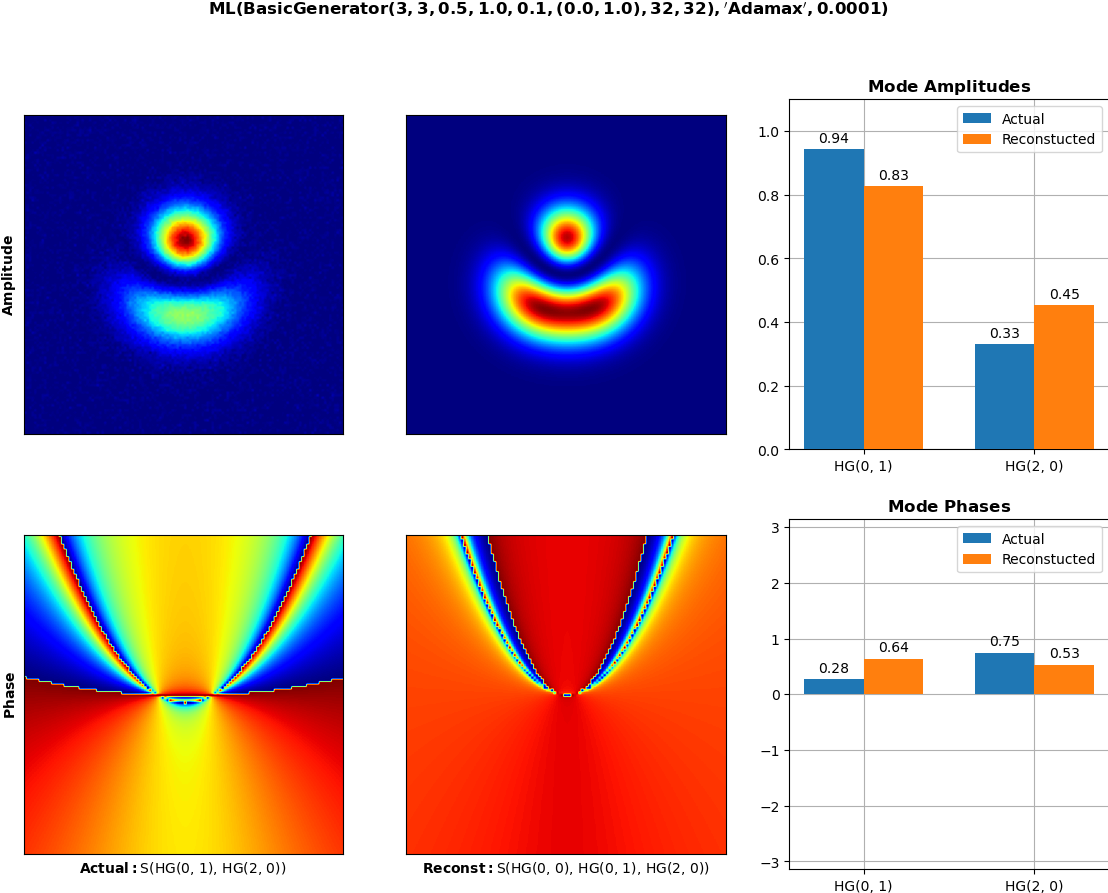 ML(BasicGenerator(3, 3, 0.5, 1.0, 0.1, (0.0, 1.0), 32, 32), 'Adamax', 0.0001)
Amplitude
Mode Amplitudes
Actual
Reconstucted
1.0
0.8
0.6
0.4
0.2
0.0
0.94
0.83
0.33
0.45
HG(0, 1)
HG(2, 0)
Phase
Actual: S(HG(0, 1), HG(2, 0))
Reconst: S(HG(0, 0), HG(0, 1), HG(2, 0))
Mode Phases
Actual
Reconstucted
3
2
1
0
−1
−2
−3
0.28
0.64
0.75
0.53
HG(0, 1)
HG(2, 0)